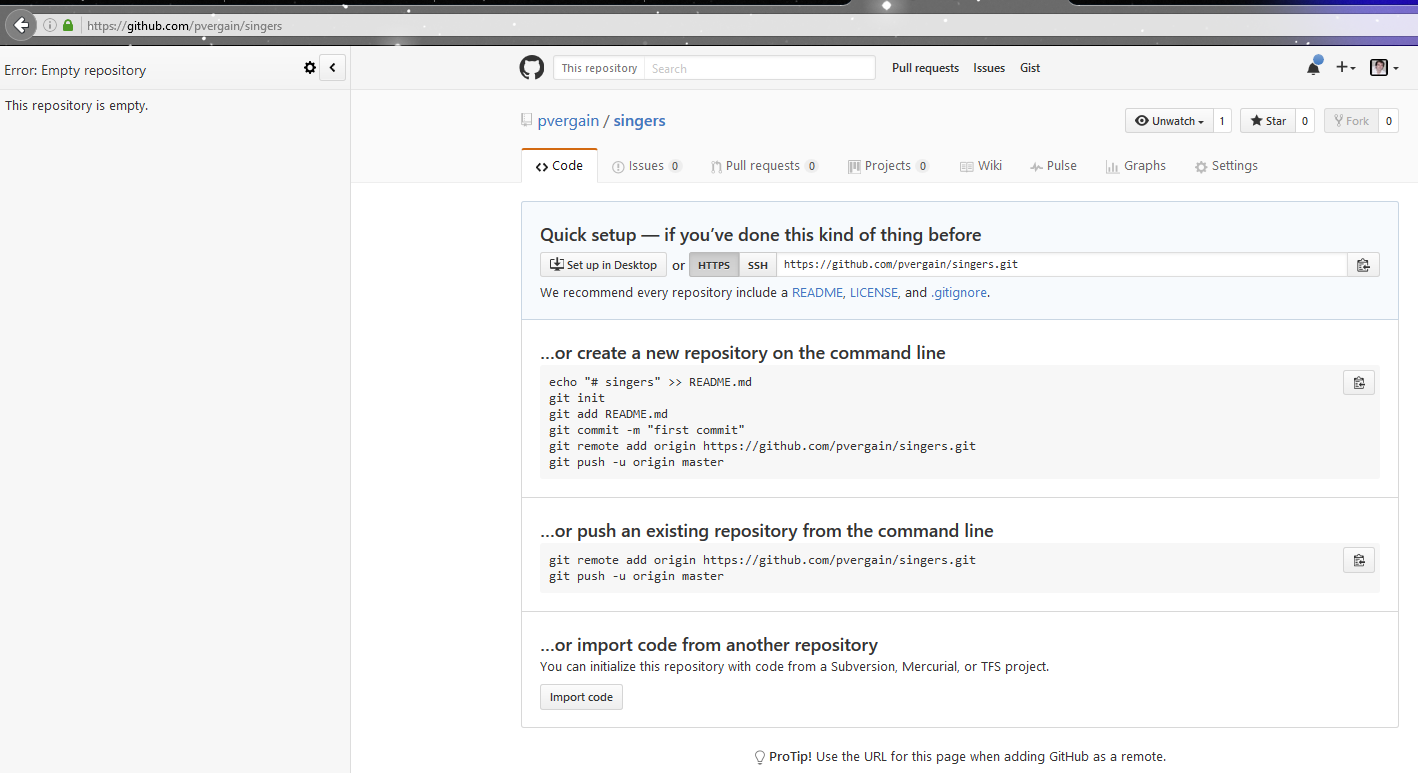 https://github.com/pvergain/singers
Error: Empty repository
This repository is empty.
This repository Search Pull requests Issues Gist
pvergain / singers
Unwatch 1 Star 0 Fork 0
Code Issues 0 Pull requests 0 Projects 0 Wiki Pulse Graphs Settings
Quick setup — if you’ve done this kind of thing before
Set up in Desktop or HTTPS SSH https://github.com/pvergain/singers.git
We recommend every repository include a README, LICENSE, and .gitignore.
…or create a new repository on the command line
echo "# singers" >> README.md
git init
git add README.md
git commit -m "first commit"
git remote add origin https://github.com/pvergain/singers.git
git push -u origin master
…or push an existing repository from the command line
git remote add origin https://github.com/pvergain/singers.git
git push -u origin master
…or import code from another repository
You can initialize this repository with code from a Subversion, Mercurial, or TFS project.
Import code
ProTip! Use the URL for this page when adding GitHub as a remote.